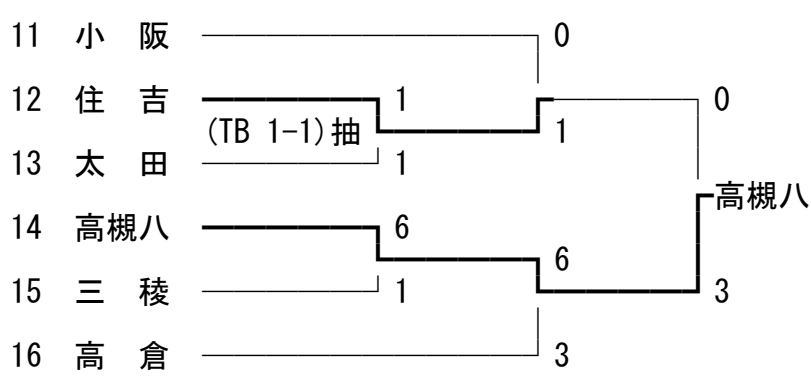 11 小 阪 0
12 住 吉 1 0
(TB 1-1)抽 1
13 太 田 1
高槻八
14 高槻八 6
6
15 三 稜 1 3
16 高 倉 3